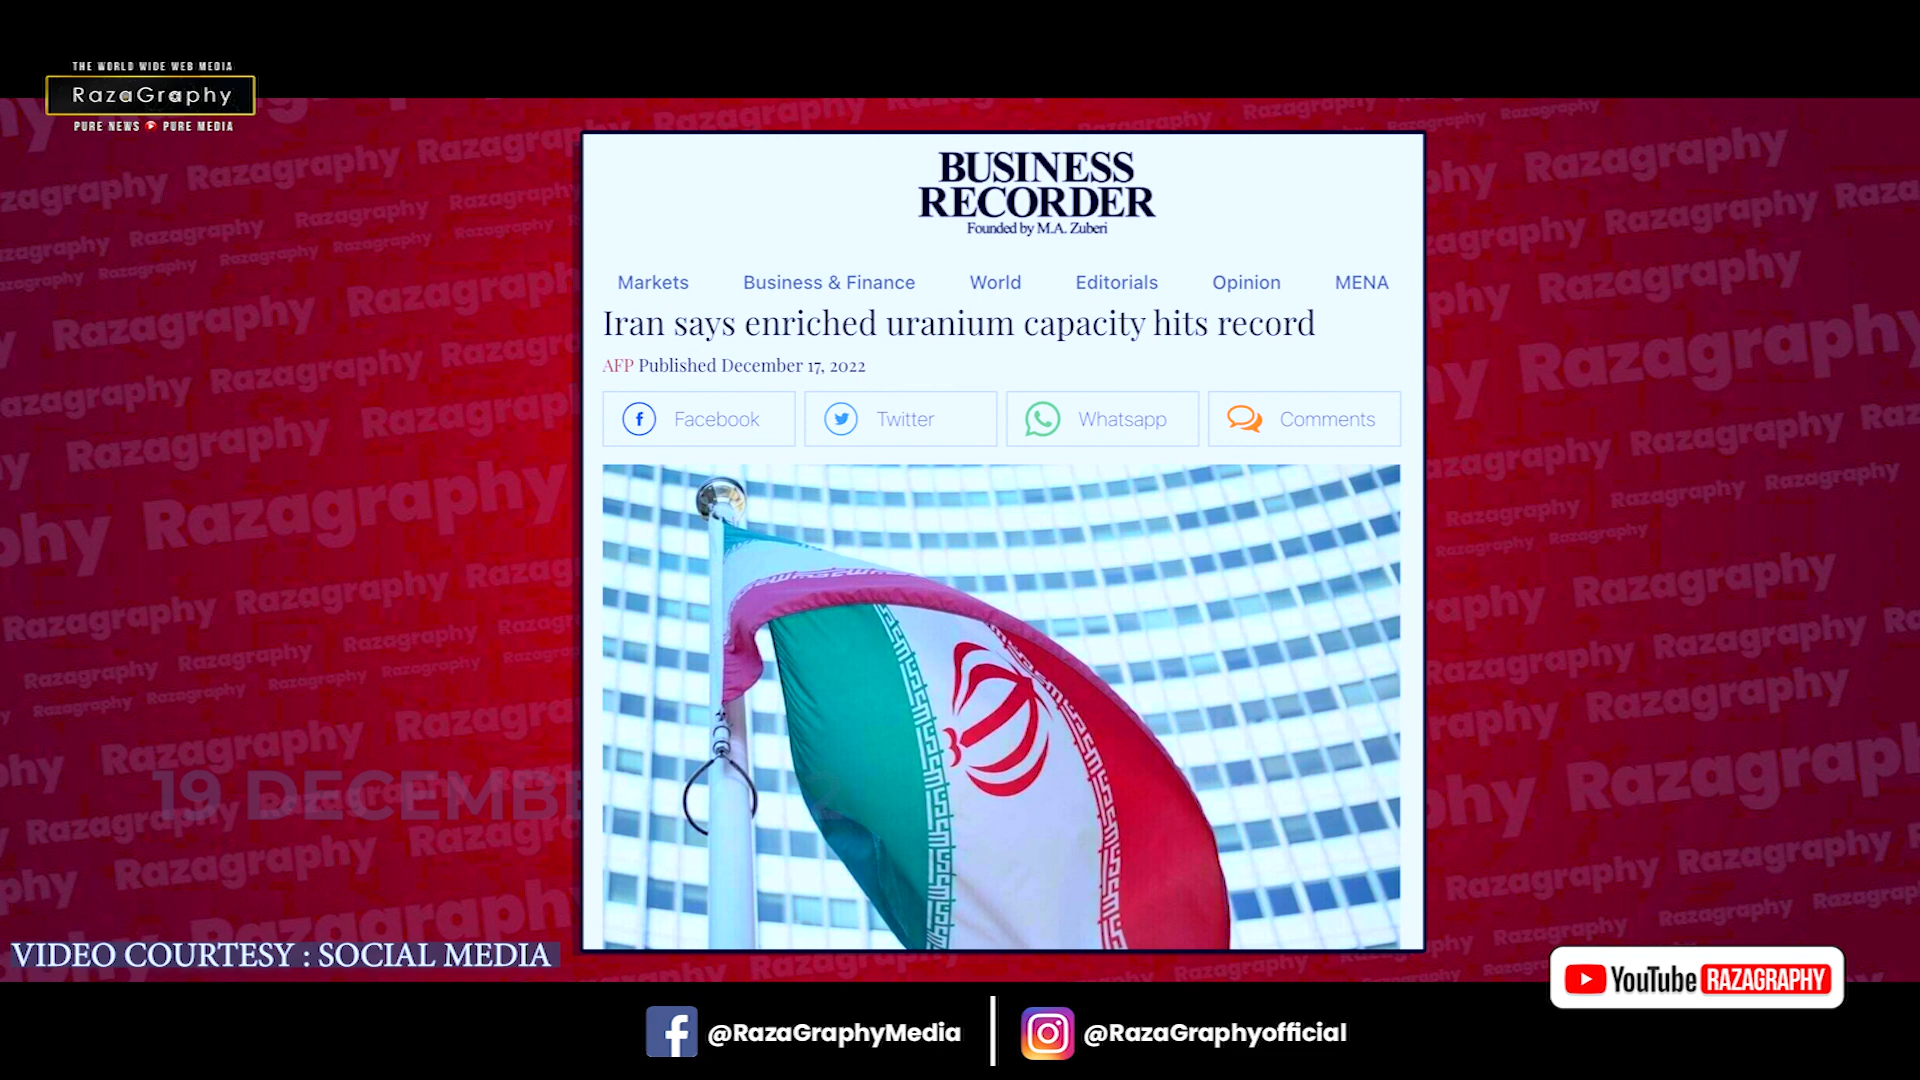 THE WORLD WIDE WEB MEDIA
RazaGraphy
PURE NEWS PURE MEDIA
BUSINESS
RECORDER
Founded by M.A. Zuberi
Markets Business & Finance World Editorials Opinion MENA
Iran says enriched uranium capacity hits record
AFP Published December 17, 2022
Facebook Twitter Whatsapp Comments
19 DECEMBE
VIDEO COURTESY : SOCIAL MEDIA
YouTube RAZAGRAPHY
@RazaGraphyMedia @RazaGraphyofficial